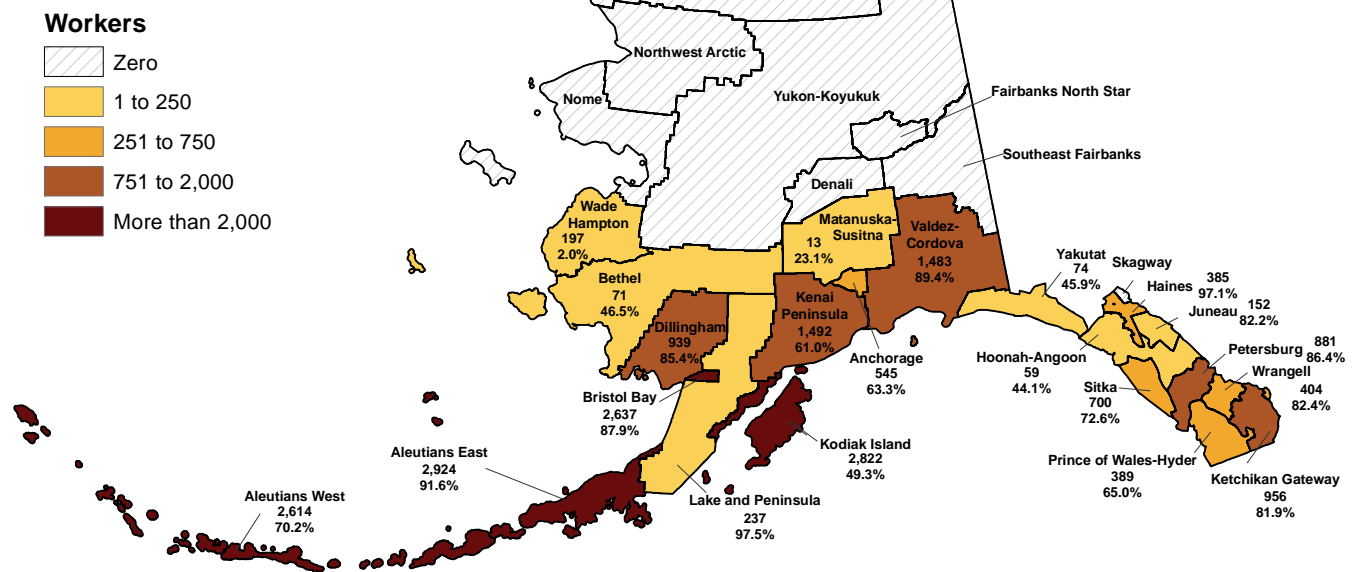 Workers
Zero
1 to 250
251 to 750
751 to 2,000
More than 2,000
Northwest Arctic
Nome
Yukon-Koyukuk
Fairbanks North Star
Southeast Fairbanks
Denali
Wade
Hampton
197
2.0%
Matanuska-
Susitna
13
23.1%
Valdez-
Cordova
1,483
89.4%
Bethel
71
46.5%
Dillingham
939
85.4%
Kenai
Peninsula
1,492
61.0%
Anchorage
545
63.3%
Yakutat
74
45.9%
Skagway
Haines
385
97.1%
Juneau
152
82.2%
Hoonah-Angoon
59
44.1%
Petersburg
881
86.4%
Wrangell
404
82.4%
Sitka
700
72.6%
Bristol Bay
2,637
87.9%
Kodiak Island
2,822
49.3%
Prince of Wales-Hyder
389
65.0%
Ketchikan Gateway
956
81.9%
Aleutians East
2,924
91.6%
Lake and Peninsula
237
97.5%
Aleutians West
2,614
70.2%